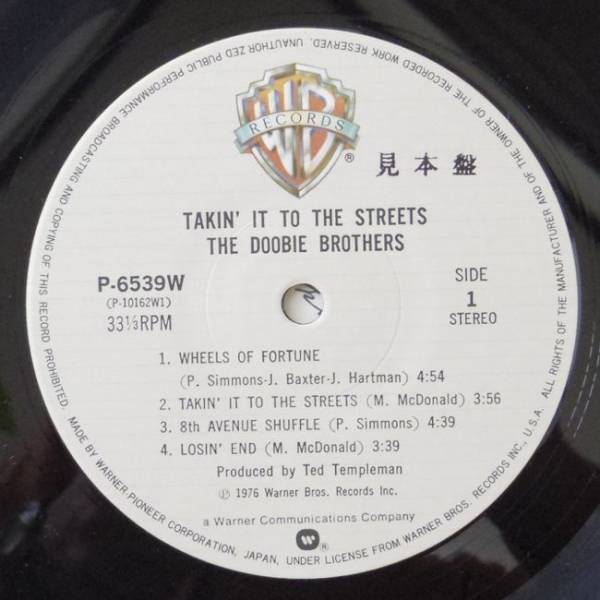 WB
RECORDS
®
見本盤
TAKIN' IT TO THE STREETS
THE DOOBIE BROTHERS
P-6539W
(P-10162W1)
33⅓RPM
SIDE
1
STEREO
1. WHEELS OF FORTUNE
(P. Simmons-J. Baxter-J. Hartman) 4:54
2. TAKIN' IT TO THE STREETS (M. McDonald) 3:56
3. 8th AVENUE SHUFFLE (P. Simmons) 4:39
4. LOSIN' END (M. McDonald) 3:39
Produced by Ted Templeman
℗ 1976 Warner Bros. Records Inc.
a Warner Communications Company
®
ALL RIGHTS OF THE MANUFACTURER AND OF THE OWNER OF THE RECORDED WORK RESERVED. UNAUTHORIZED PUBLIC PERFORMANCE BROADCASTING AND COPYING OF THIS RECORD PROHIBITED. MADE BY WARNER-PIONEER CORPORATION, JAPAN, UNDER LICENSE FROM WARNER BROS. RECORDS INC., U.S.A.